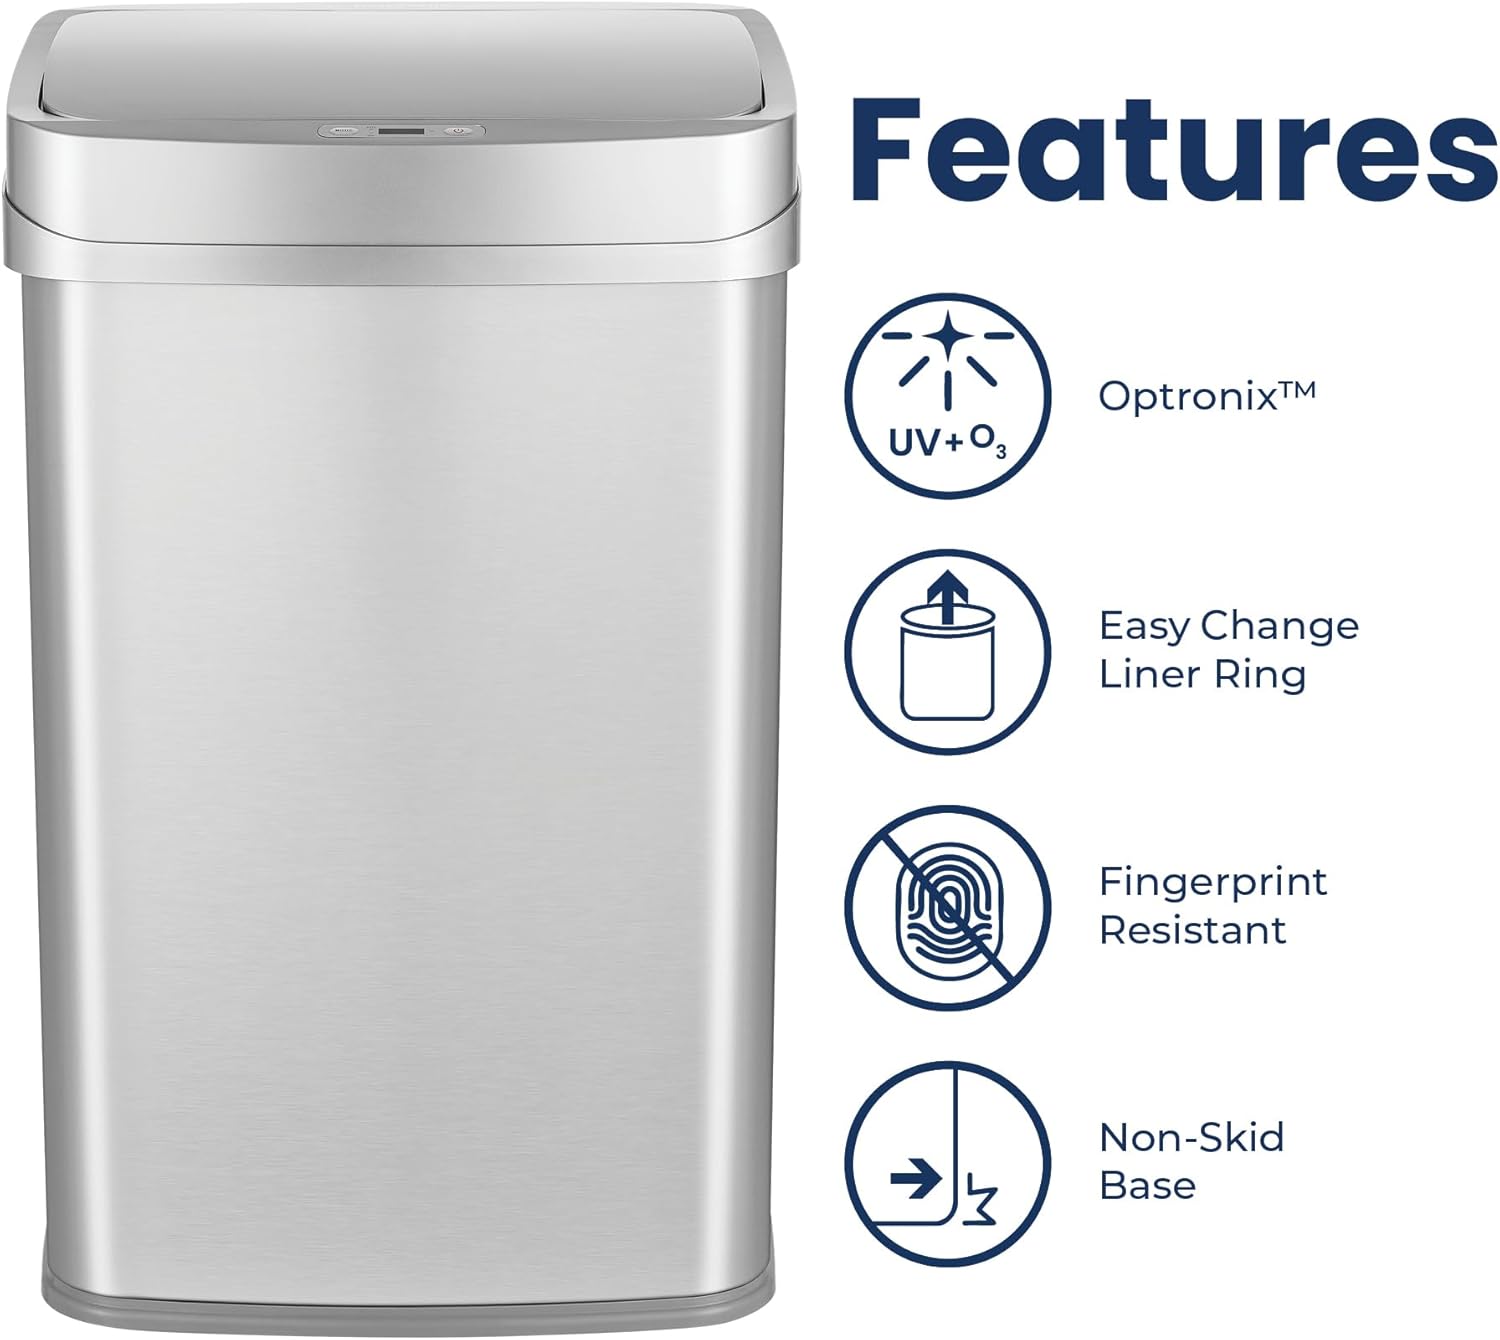 Features
UV+O₃
Optronix™
Easy Change
Liner Ring
Fingerprint
Resistant
Non-Skid
Base